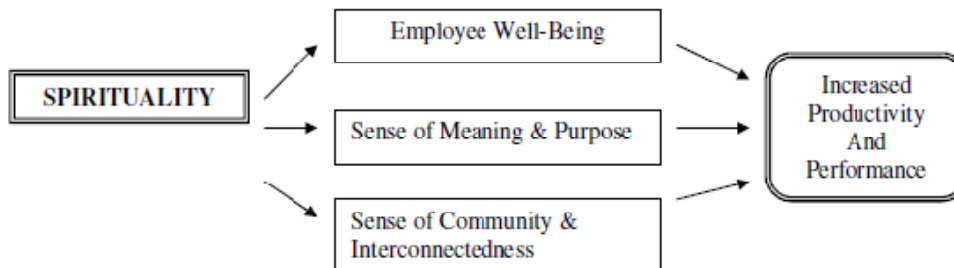 SPIRITUALITY
Employee Well-Being
Sense of Meaning & Purpose
Sense of Community &
Interconnectedness
Increased
Productivity
And
Performance